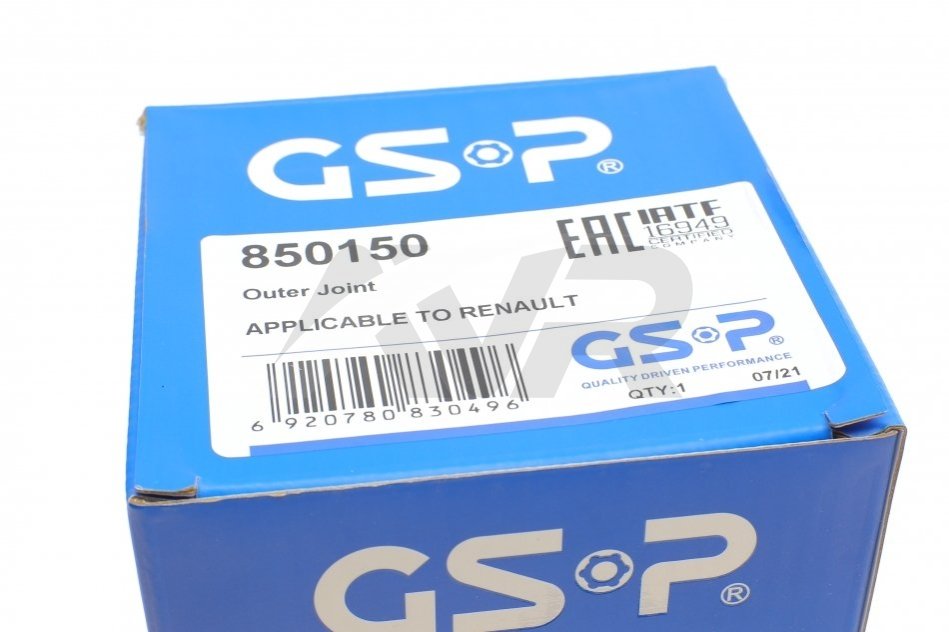 GS·P®
850150
EAC
IATF
16949
CERTIFIED
COMPANY
Outer Joint
APPLICABLE TO RENAULT
GS·P®
QUALITY DRIVEN PERFORMANCE
QTY:1 07/21
6 920780 830496
GS·P®